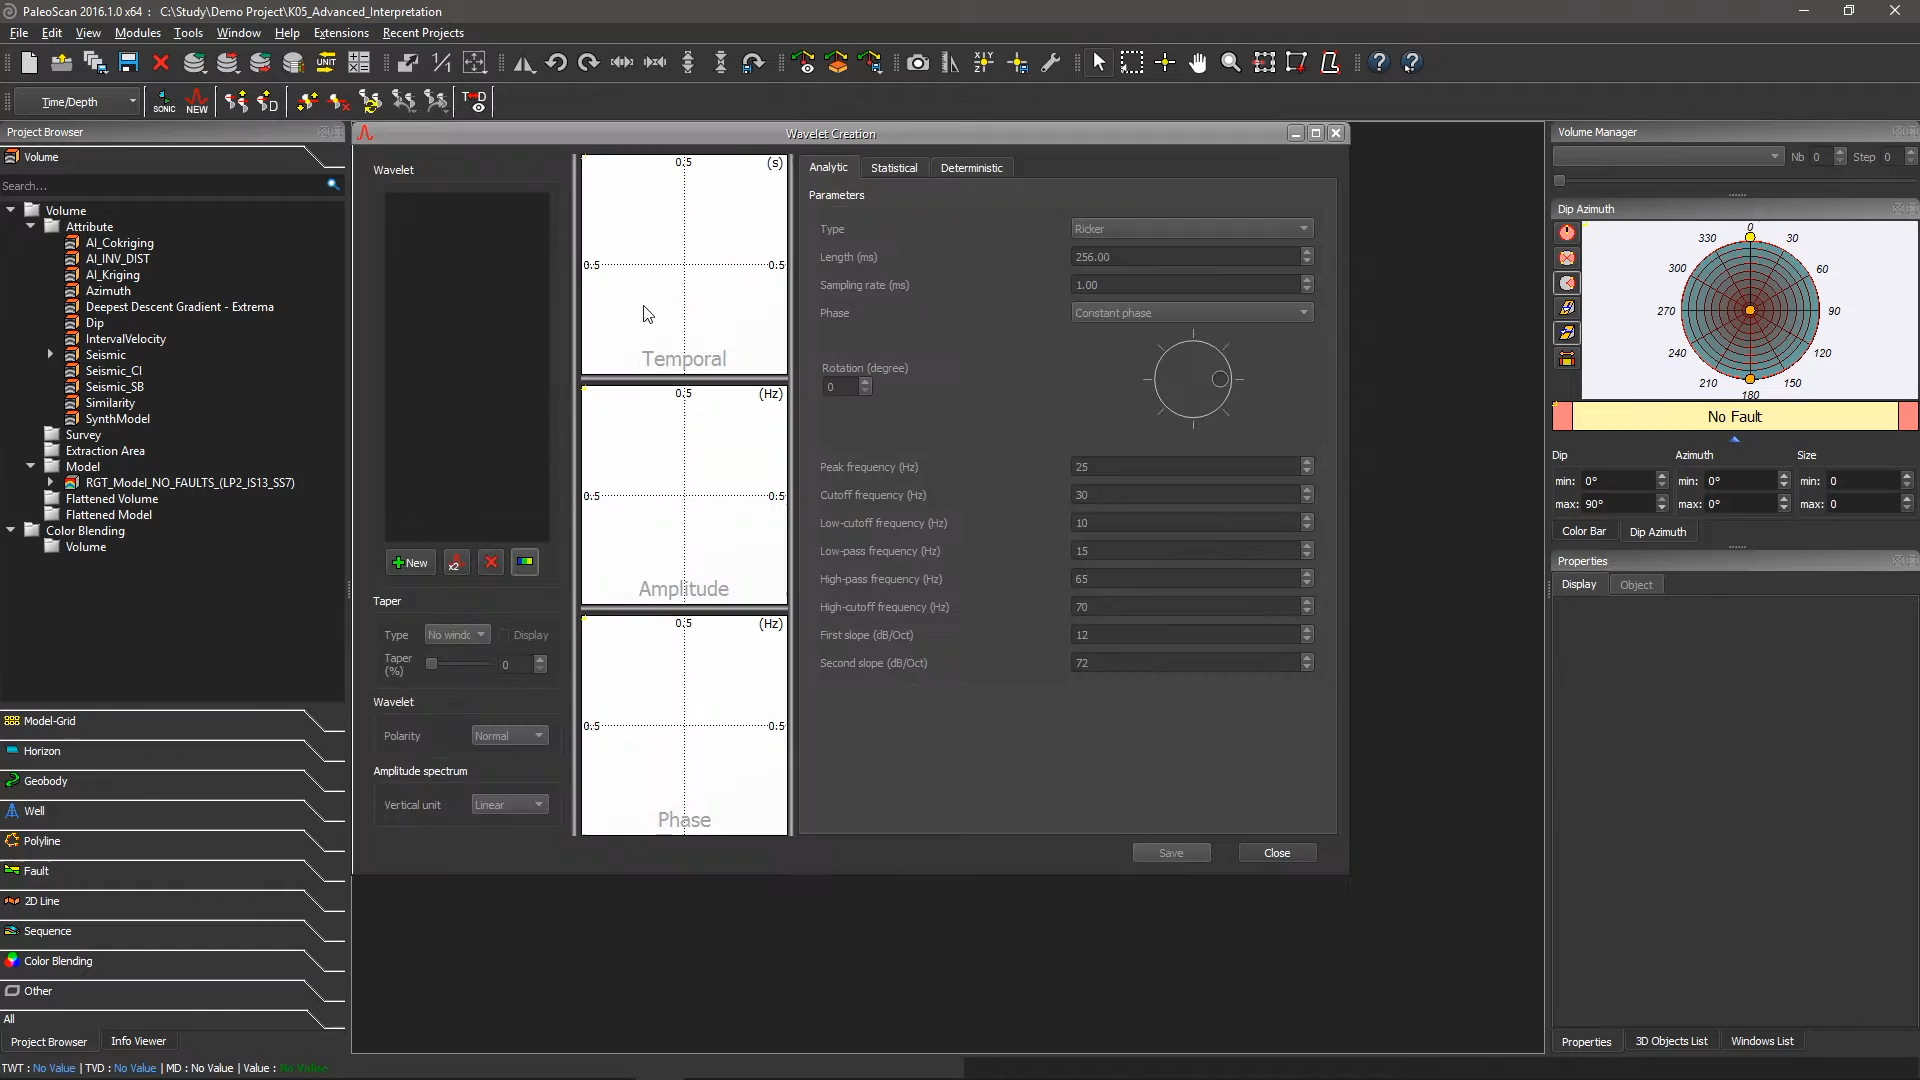 PaleoScan 2016.1.0 x64 : C:\Study\Demo Project\K05_Advanced_Interpretation
File Edit View Modules Tools Window Help Extensions Recent Projects
UNIT
X Y Z
Time/Depth
SONIC NEW D T D
Project Browser
Volume
Search...
Volume
Attribute
AI_Cokriging
AI_INV_DIST
AI_Kriging
Azimuth
Deepest Descent Gradient - Extrema
Dip
IntervalVelocity
Seismic
Seismic_CI
Seismic_SB
Similarity
SynthModel
Survey
Extraction Area
Model
RGT_Model_NO_FAULTS_(LP2_IS13_SS7)
Flattened Volume
Flattened Model
Color Blending
Volume
Model-Grid
Horizon
Geobody
Well
Polyline
Fault
2D Line
Sequence
Color Blending
Other
All
Project Browser Info Viewer
TWT : No Value | TVD : No Value | MD : No Value | Value : No Value
Wavelet Creation
Wavelet
New x2
Taper
Type No windo Display
Taper (%) 0
Wavelet
Polarity Normal
Amplitude spectrum
Vertical unit Linear
0.5 (s)
0.5 0.5
Temporal
0.5 (Hz)
0.5 0.5
Amplitude
0.5 (Hz)
0.5 0.5
Phase
Analytic Statistical Deterministic
Parameters
Type Ricker
Length (ms) 256.00
Sampling rate (ms) 1.00
Phase Constant phase
Rotation (degree)
0
Peak frequency (Hz) 25
Cutoff frequency (Hz) 30
Low-cutoff frequency (Hz) 10
Low-pass frequency (Hz) 15
High-pass frequency (Hz) 65
High-cutoff frequency (Hz) 70
First slope (dB/Oct) 12
Second slope (dB/Oct) 72
Save Close
Volume Manager
Nb 0 Step 0
Dip Azimuth
0
330 30
300 60
270 90
240 120
210 150
180
No Fault
Dip Azimuth Size
min: 0° min: 0° min: 0
max: 90° max: 0° max: 0
Color Bar Dip Azimuth
Properties
Display Object
Properties 3D Objects List Windows List